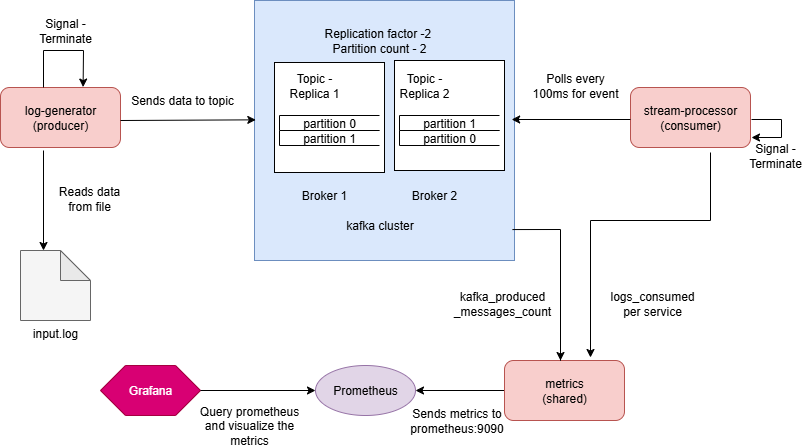 Signal -
Terminate
log-generator
(producer)
Sends data to topic
Reads data
from file
input.log
Replication factor -2
Partition count - 2
Topic -
Replica 1
partition 0
partition 1
Broker 1
Topic -
Replica 2
partition 1
partition 0
Broker 2
kafka cluster
Polls every
100ms for event
stream-processor
(consumer)
Signal -
Terminate
kafka_produced
_messages_count
logs_consumed
per service
Grafana
Query prometheus
and visualize the
metrics
Prometheus
Sends metrics to
prometheus:9090
metrics
(shared)